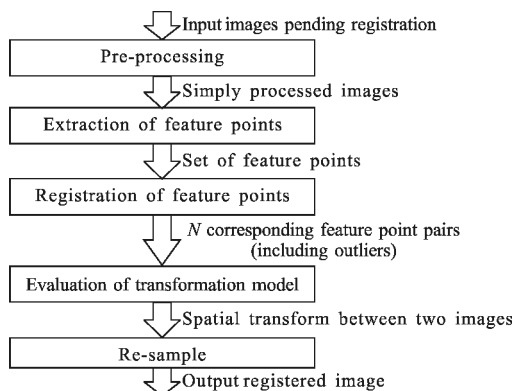 Input images pending registration
Pre-processing
Simply processed images
Extraction of feature points
Set of feature points
Registration of feature points
N corresponding feature point pairs
(including outliers)
Evaluation of transformation model
Spatial transform between two images
Re-sample
Output registered image